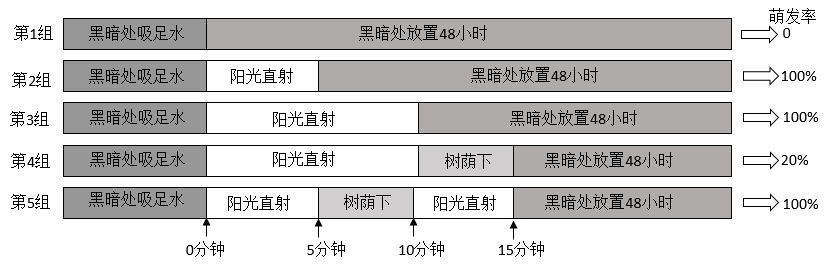 萌发率
第1组 黑暗处吸足水 黑暗处放置48小时 0
第2组 黑暗处吸足水 阳光直射 黑暗处放置48小时 100%
第3组 黑暗处吸足水 阳光直射 黑暗处放置48小时 100%
第4组 黑暗处吸足水 阳光直射 树荫下 黑暗处放置48小时 20%
第5组 黑暗处吸足水 阳光直射 树荫下 阳光直射 黑暗处放置48小时 100%
0分钟 5分钟 10分钟 15分钟